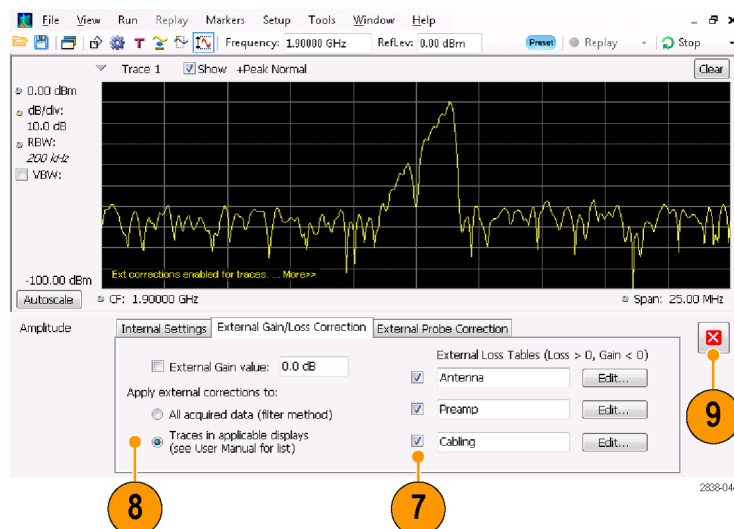 File View Run Replay Markers Setup Tools Window Help
Frequency: 1.90000 GHz RefLev: 0.00 dBm Preset Replay Stop
Trace 1 Show +Peak Normal Clear
0.00 dBm
dB/div:
10.0 dB
RBW:
200 kHz
VBW:
-100.00 dBm
Ext corrections enabled for traces. ... More>>
Autoscale CF: 1.90000 GHz Span: 25.00 MHz
Amplitude
Internal Settings External Gain/Loss Correction External Probe Correction
External Gain value: 0.0 dB
Apply external corrections to:
All acquired data (filter method)
Traces in applicable displays
(see User Manual for list)
External Loss Tables (Loss > 0, Gain < 0)
Antenna Edit...
Preamp Edit...
Cabling Edit...
9
8
7